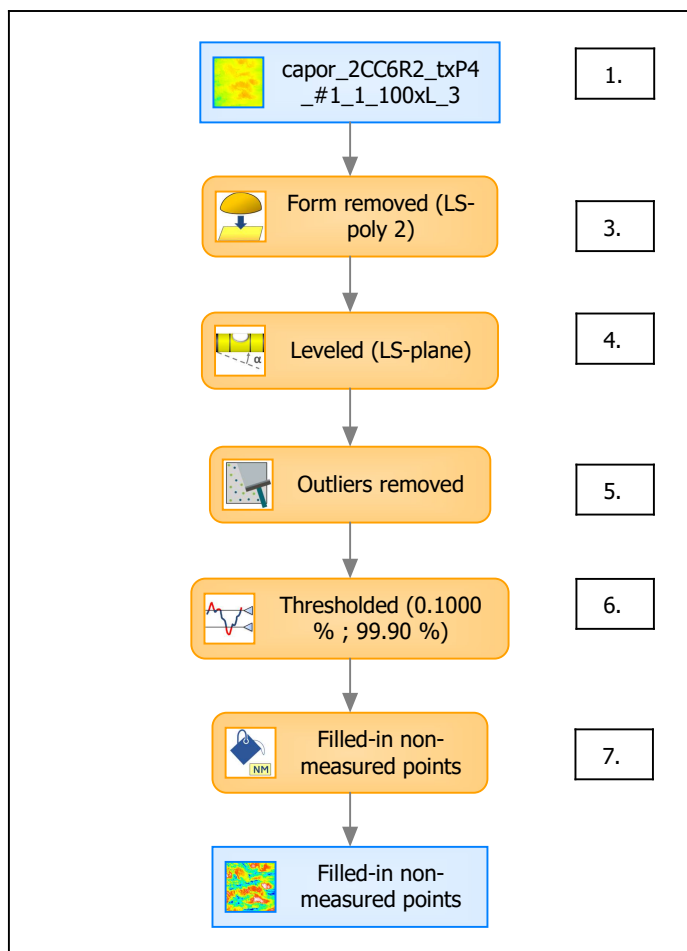 capor_2CC6R2_txP4
_#1_1_100xL_3
1.
Form removed (LS-
poly 2)
3.
α
Leveled (LS-plane)
4.
Outliers removed
5.
Thresholded (0.1000
% ; 99.90 %)
6.
NM
Filled-in non-
measured points
7.
Filled-in non-
measured points